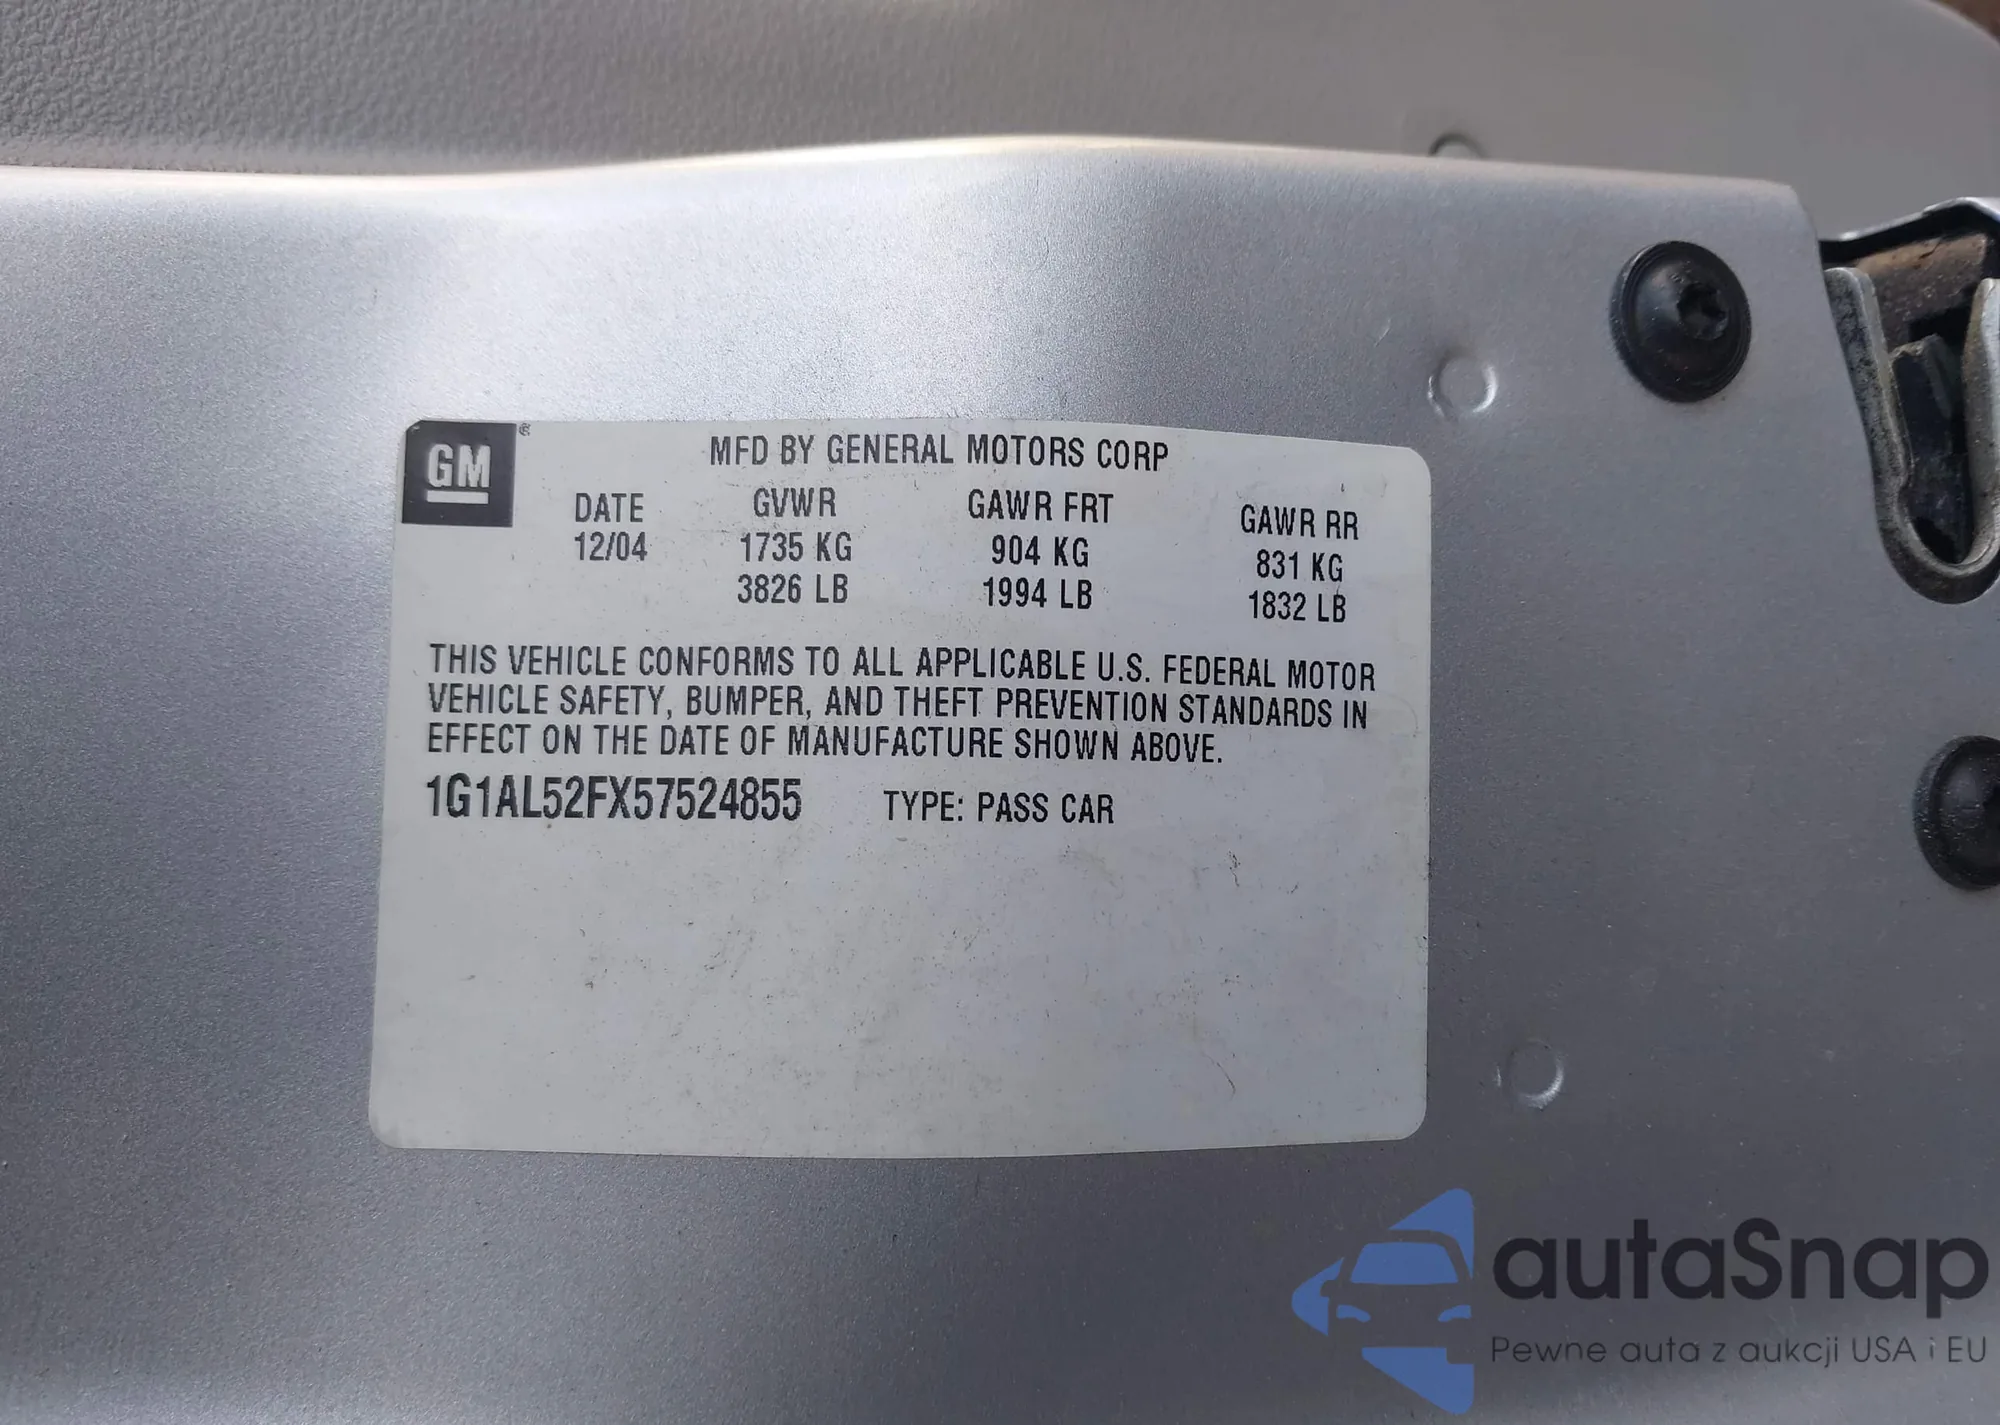 GM ®
MFD BY GENERAL MOTORS CORP
DATE GVWR GAWR FRT GAWR RR
12/04 1735 KG 904 KG 831 KG
3826 LB 1994 LB 1832 LB
THIS VEHICLE CONFORMS TO ALL APPLICABLE U.S. FEDERAL MOTOR
VEHICLE SAFETY, BUMPER, AND THEFT PREVENTION STANDARDS IN
EFFECT ON THE DATE OF MANUFACTURE SHOWN ABOVE.
1G1AL52FX57524855 TYPE: PASS CAR
autaSnap
Pewne auta z aukcji USA i EU